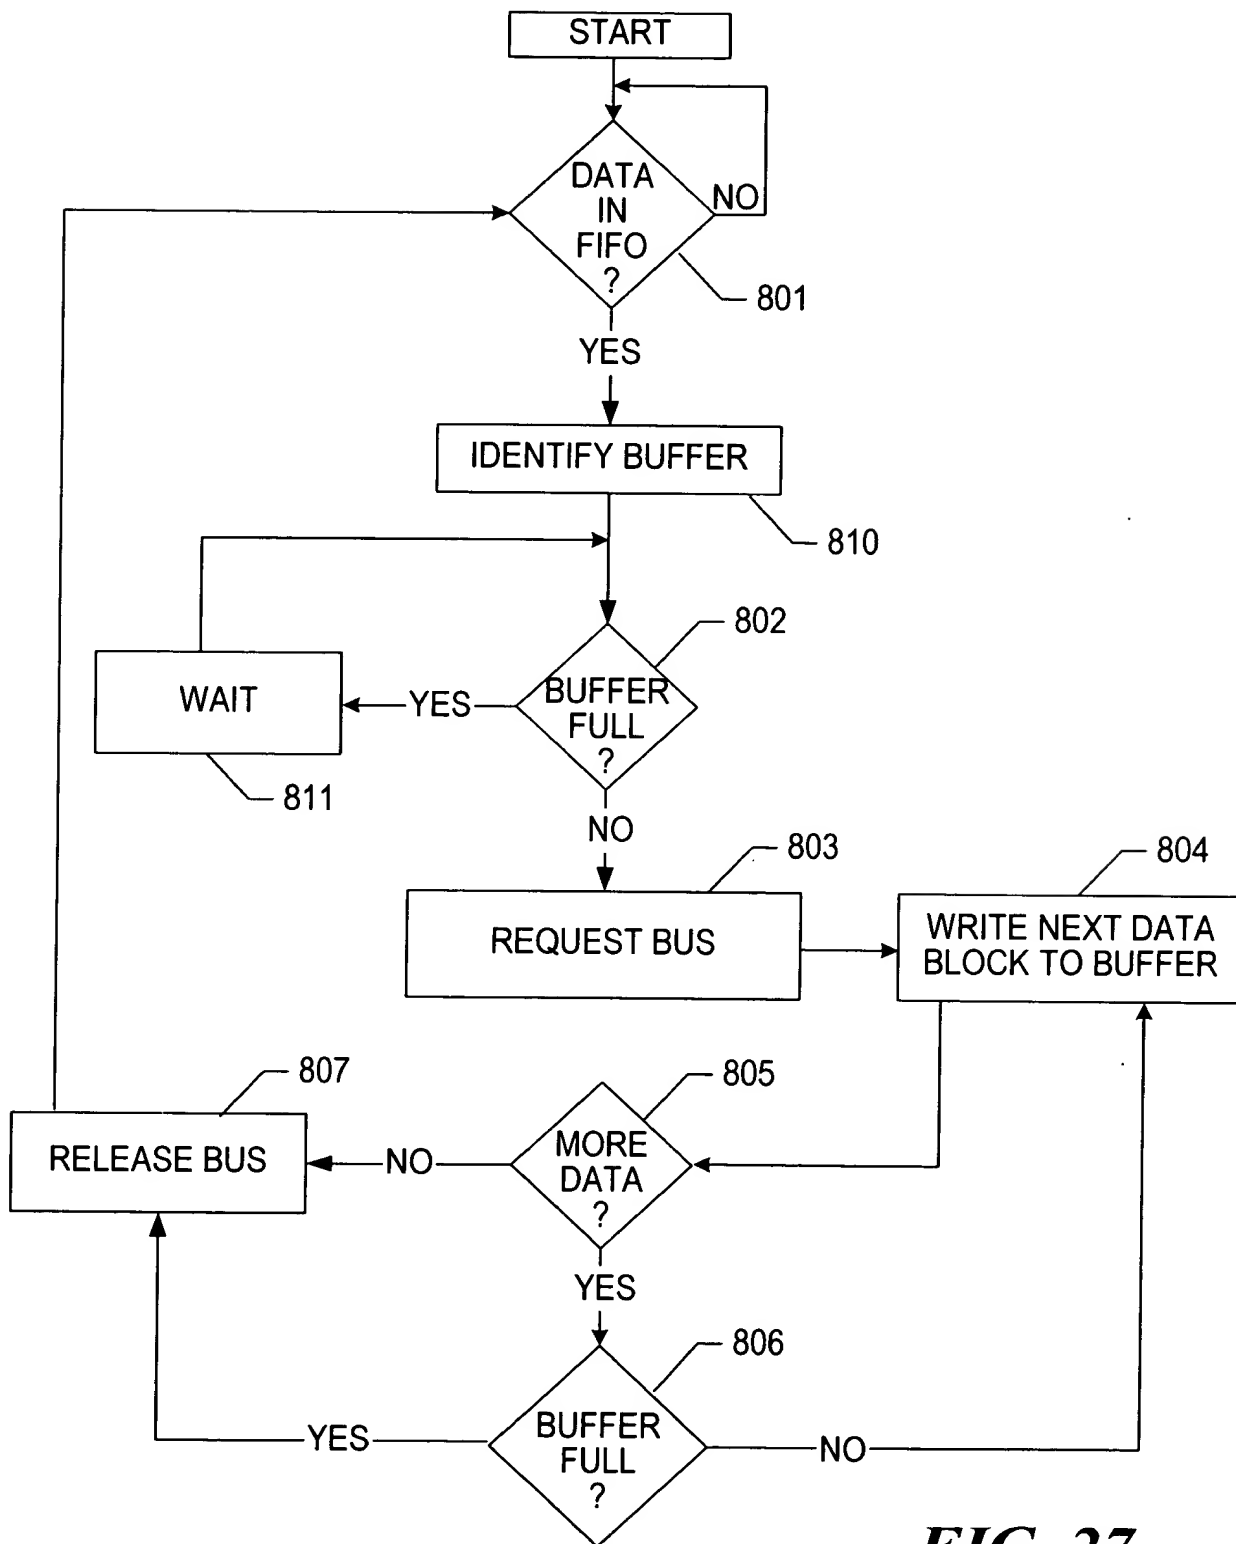 START
DATA
IN
FIFO
?
NO
801
YES
IDENTIFY BUFFER
810
802
BUFFER
FULL
?
YES
WAIT
811
NO
803
REQUEST BUS
804
WRITE NEXT DATA
BLOCK TO BUFFER
807
RELEASE BUS
805
MORE
DATA
?
NO
YES
806
BUFFER
FULL
?
YES
NO
FIG. 27